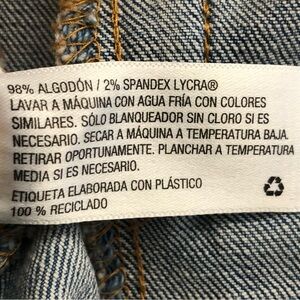 98% ALGODÓN / 2% SPANDEX LYCRA®
LAVAR A MÁQUINA CON AGUA FRÍA CON COLORES
SIMILARES. SÓLO BLANQUEADOR SIN CLORO SI ES
NECESARIO. SECAR A MÁQUINA A TEMPERATURA BAJA.
RETIRAR OPORTUNAMENTE. PLANCHAR A TEMPERATURA
MEDIA SI ES NECESARIO.
ETIQUETA ELABORADA CON PLÁSTICO
100 % RECICLADO